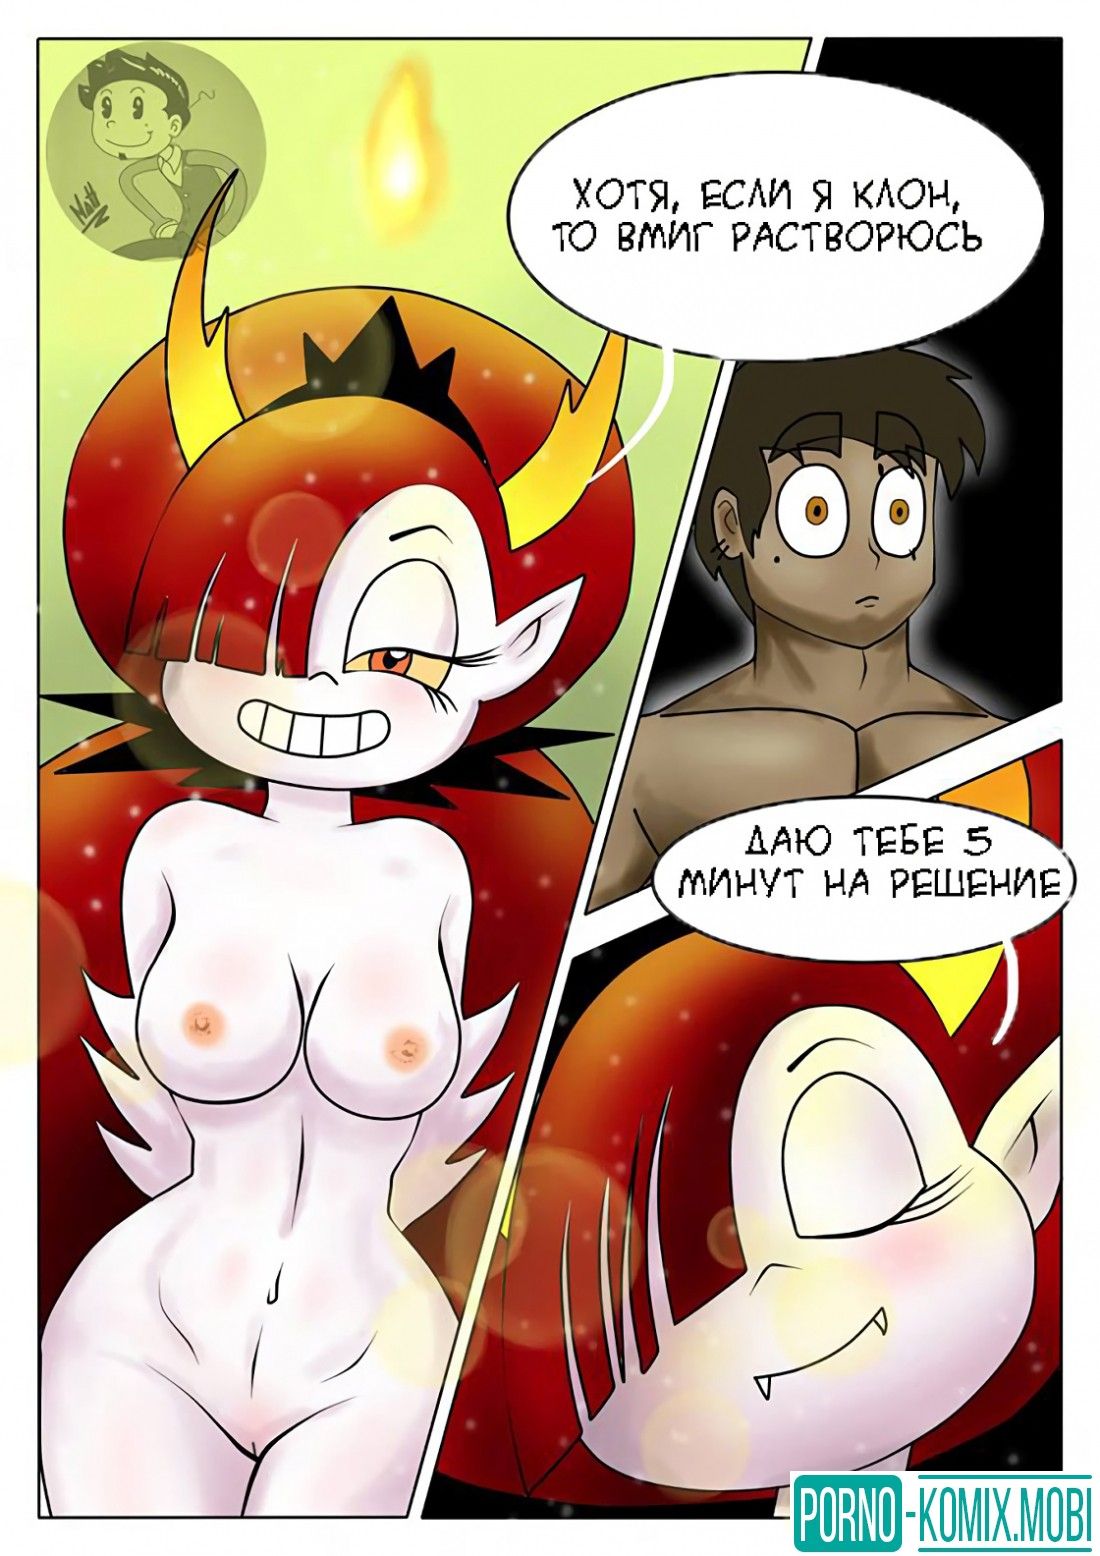 ХОТЯ, ЕСЛИ Я КЛОН,
ТО ВМИГ РАСТВОРЮСЬ
ДАЮ ТЕБЕ 5
МИНУТ НА РЕШЕНИЕ
PORNO-KOMIX.MOBI